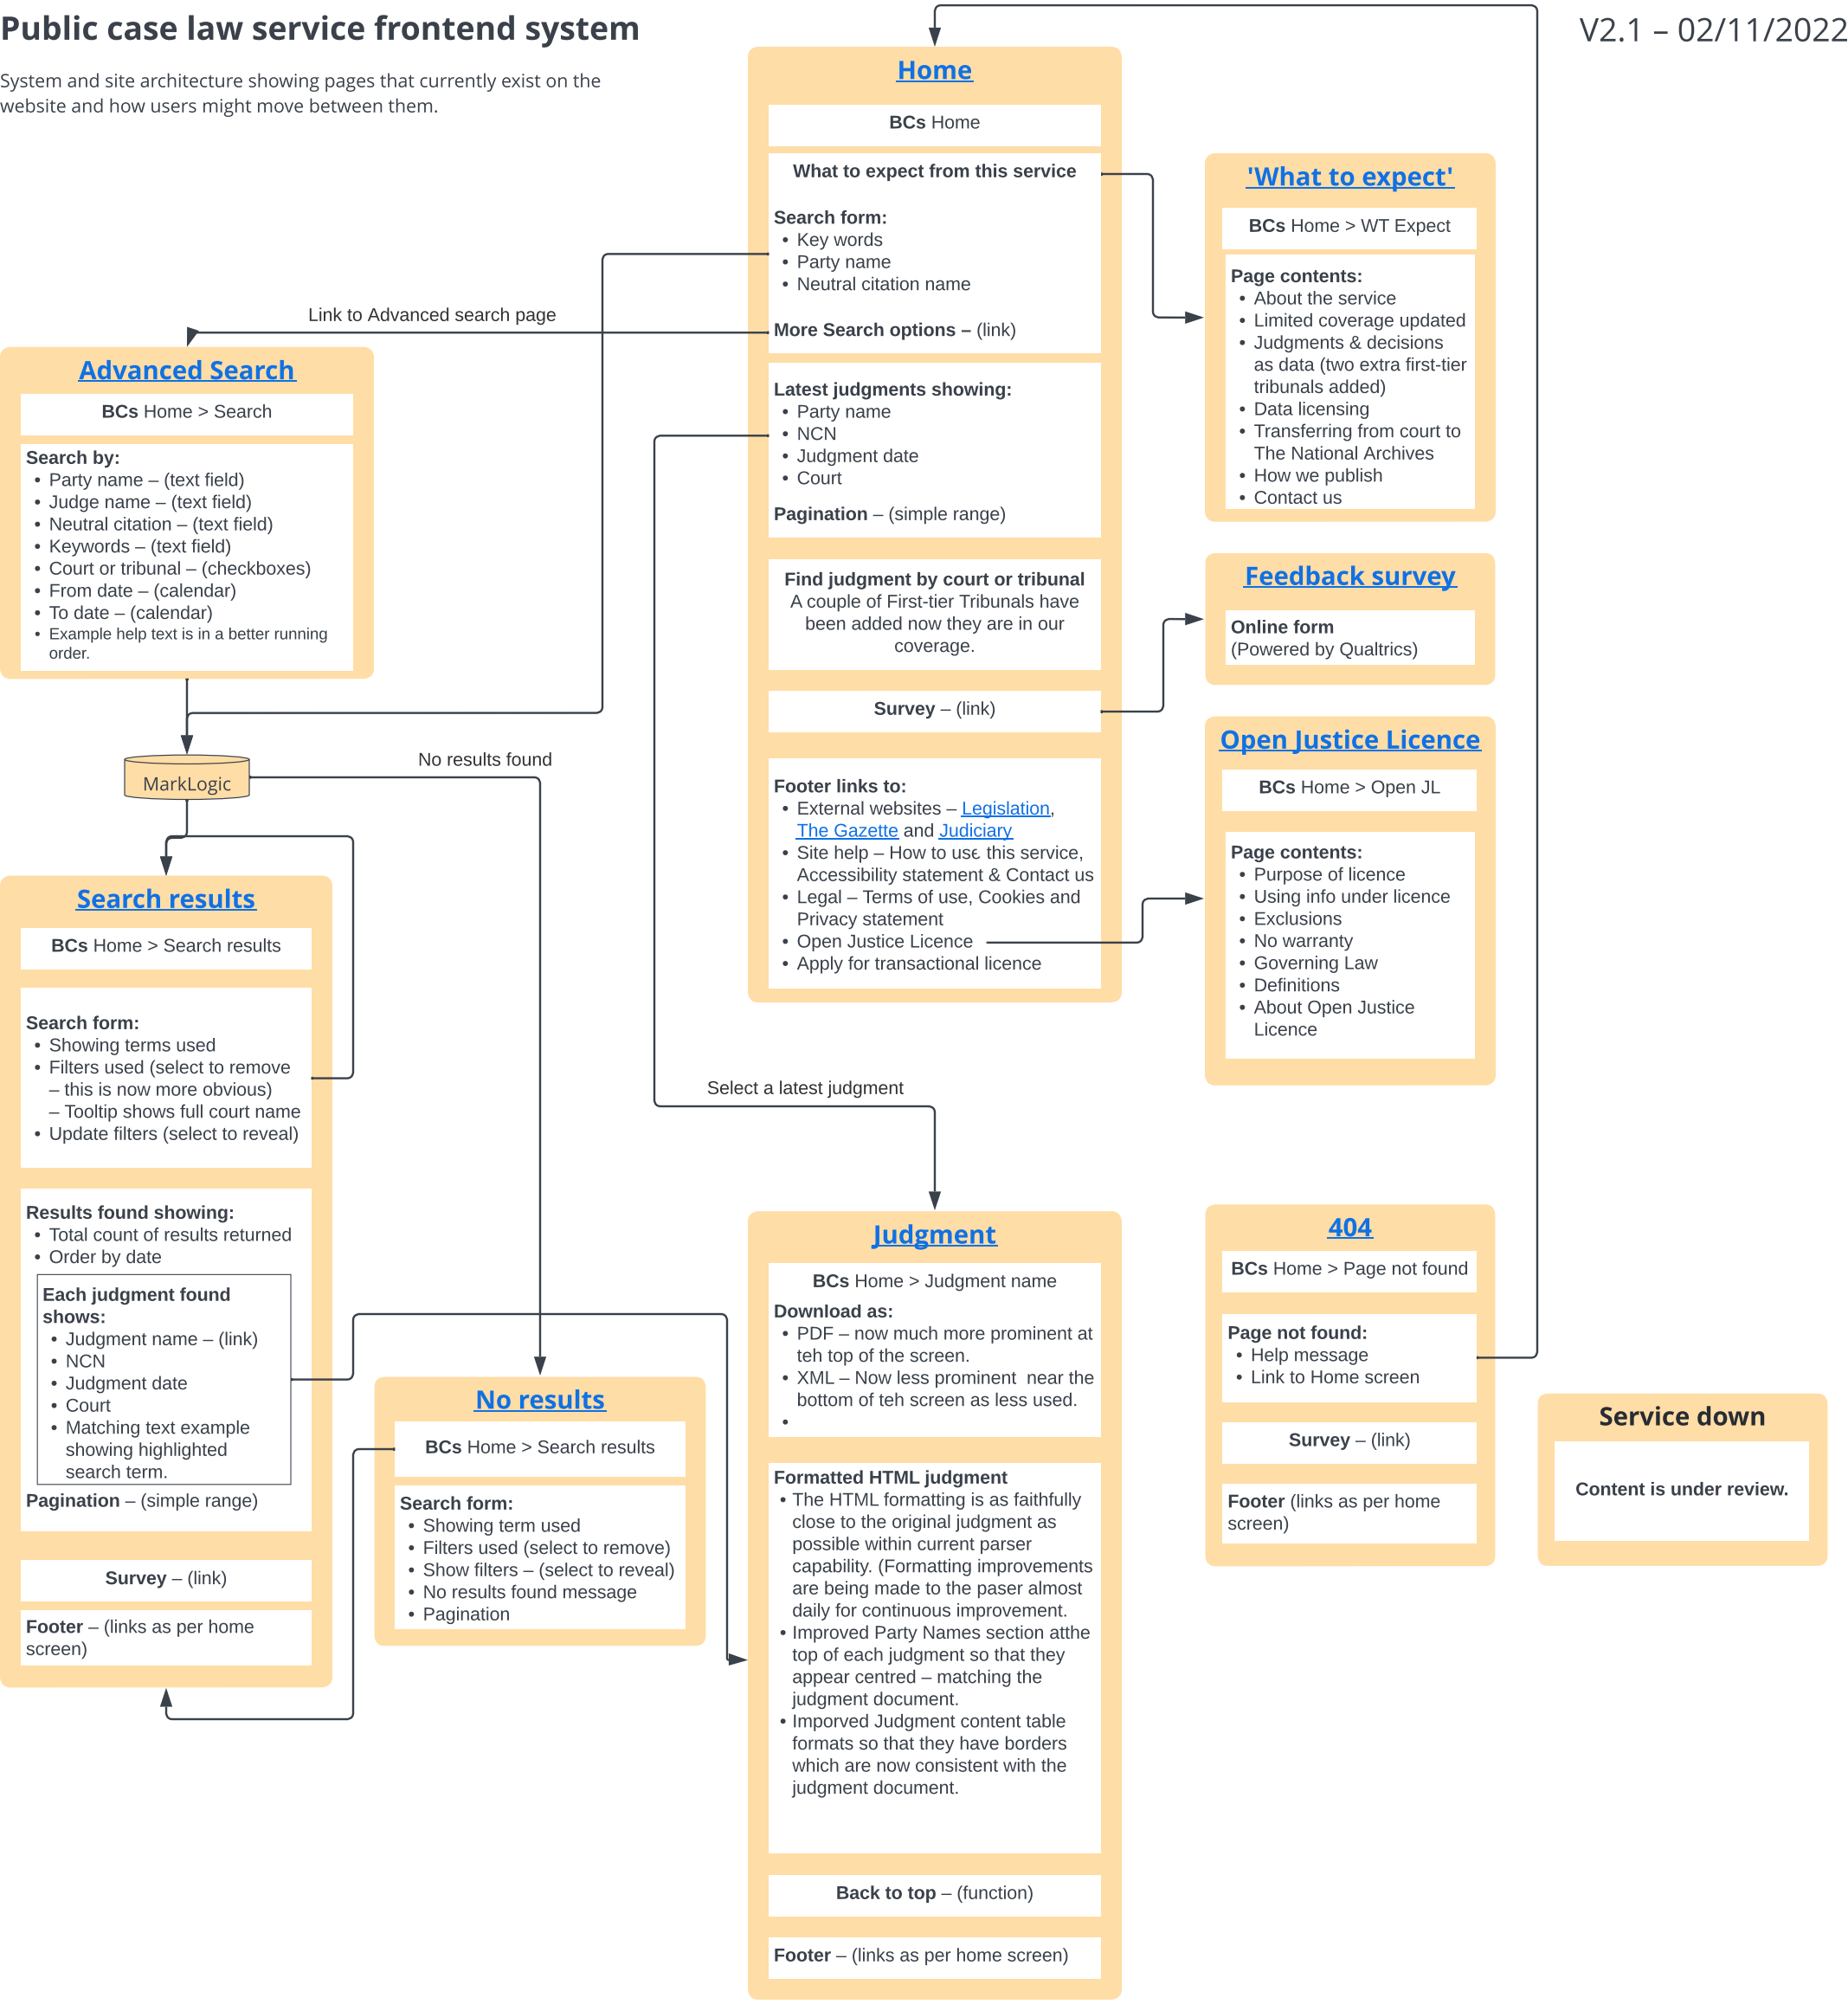 Public case law service frontend system
V2.1 – 02/11/2022
System and site architecture showing pages that currently exist on the
website and how users might move between them.
Home
BCs Home
What to expect from this service
Search form:
• Key words
• Party name
• Neutral citation name
More Search options – (link)
Latest judgments showing:
• Party name
• NCN
• Judgment date
• Court
Pagination – (simple range)
Find judgment by court or tribunal
A couple of First-tier Tribunals have
been added now they are in our
coverage.
Survey – (link)
Footer links to:
• External websites – Legislation,
The Gazette and Judiciary
• Site help – How to use this service,
Accessibility statement & Contact us
• Legal – Terms of use, Cookies and
Privacy statement
• Open Justice Licence
• Apply for transactional licence
'What to expect'
BCs Home > WT Expect
Page contents:
• About the service
• Limited coverage updated
• Judgments & decisions
as data (two extra first-tier
tribunals added)
• Data licensing
• Transferring from court to
The National Archives
• How we publish
• Contact us
Feedback survey
Online form
(Powered by Qualtrics)
Open Justice Licence
BCs Home > Open JL
Page contents:
• Purpose of licence
• Using info under licence
• Exclusions
• No warranty
• Governing Law
• Definitions
• About Open Justice
Licence
Link to Advanced search page
Advanced Search
BCs Home > Search
Search by:
• Party name – (text field)
• Judge name – (text field)
• Neutral citation – (text field)
• Keywords – (text field)
• Court or tribunal – (checkboxes)
• From date – (calendar)
• To date – (calendar)
• Example help text is in a better running
order.
MarkLogic
No results found
Search results
BCs Home > Search results
Search form:
• Showing terms used
• Filters used (select to remove
– this is now more obvious)
– Tooltip shows full court name
• Update filters (select to reveal)
Results found showing:
• Total count of results returned
• Order by date
Each judgment found
shows:
• Judgment name – (link)
• NCN
• Judgment date
• Court
• Matching text example
showing highlighted
search term.
Pagination – (simple range)
Survey – (link)
Footer – (links as per home
screen)
No results
BCs Home > Search results
Search form:
• Showing term used
• Filters used (select to remove)
• Show filters – (select to reveal)
• No results found message
• Pagination
Select a latest judgment
Judgment
BCs Home > Judgment name
Download as:
• PDF – now much more prominent at
teh top of the screen.
• XML – Now less prominent  near the
bottom of teh screen as less used.
•
Formatted HTML judgment
• The HTML formatting is as faithfully
close to the original judgment as
possible within current parser
capability. (Formatting improvements
are being made to the paser almost
daily for continuous improvement.
• Improved Party Names section atthe
top of each judgment so that they
appear centred – matching the
judgment document.
• Imporved Judgment content table
formats so that they have borders
which are now consistent with the
judgment document.
Back to top – (function)
Footer – (links as per home screen)
404
BCs Home > Page not found
Page not found:
• Help message
• Link to Home screen
Survey – (link)
Footer (links as per home
screen)
Service down
Content is under review.